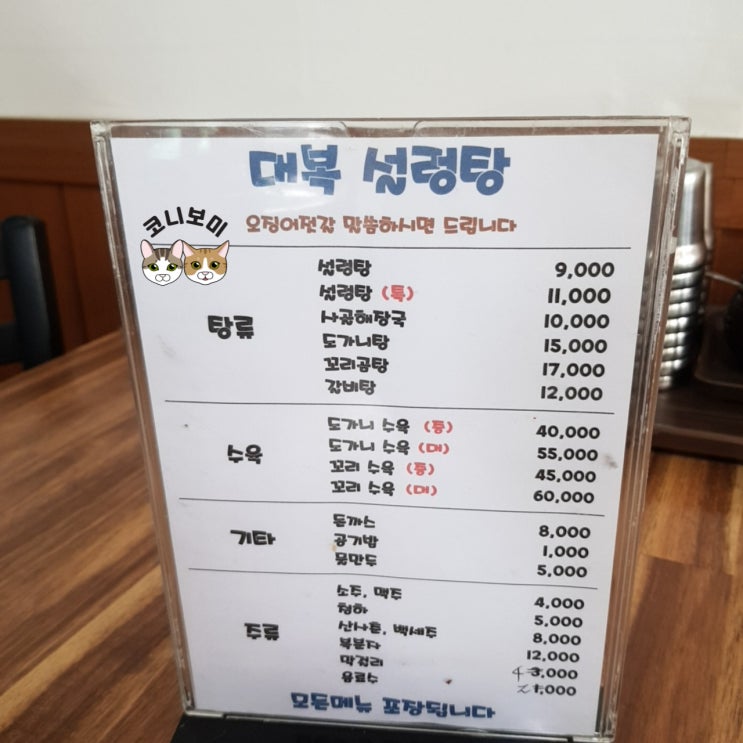 대복 설렁탕
코니보미
오징어젓갈 말씀하시면 드립니다
탕류
설렁탕 9,000
설렁탕 (특) 11,000
사골해장국 10,000
도가니탕 15,000
꼬리곰탕 17,000
갈비탕 12,000
수육
도가니 수육 (중) 40,000
도가니 수육 (대) 55,000
꼬리 수육 (중) 45,000
꼬리 수육 (대) 60,000
기타
돈까스 8,000
공기밥 1,000
물만두 5,000
주류
소주, 맥주 4,000
청하 5,000
산사춘, 백세주 8,000
복분자 12,000
막걸리 4 3,000
음료수 2 1,000
모든메뉴 포장됩니다